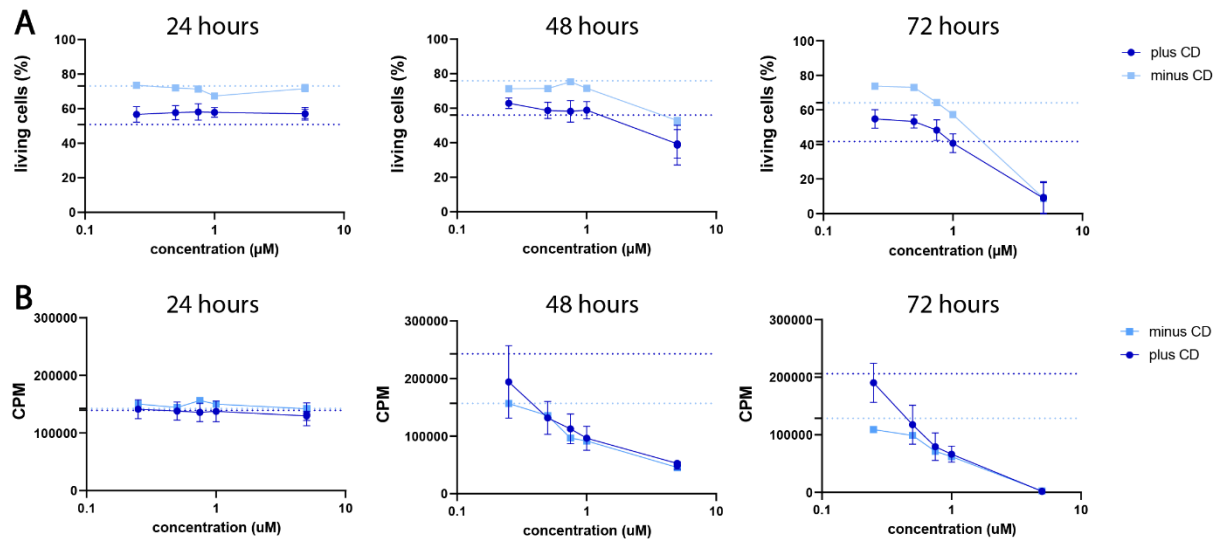 A
24 hours
48 hours
72 hours
living cells (%)
100
80
60
40
20
0
0.1
1
10
concentration (µM)
living cells (%)
100
80
60
40
20
0
0.1
1
10
concentration (µM)
living cells (%)
100
80
60
40
20
0
0.1
1
10
concentration (µM)
plus CD
minus CD
B
24 hours
48 hours
72 hours
CPM
300000
200000
100000
0
0.1
1
10
concentration (uM)
CPM
300000
200000
100000
0
0.1
1
10
concentration (uM)
CPM
300000
200000
100000
0
0.1
1
10
concentration (uM)
minus CD
plus CD